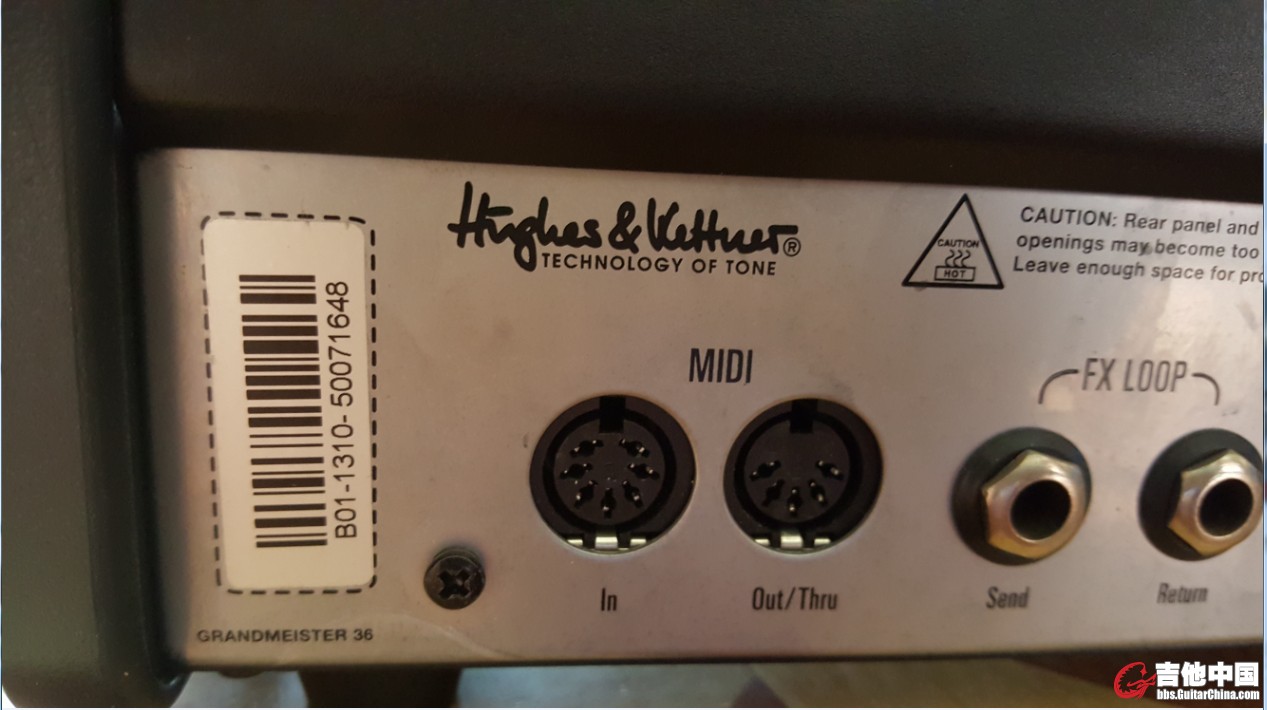 Hughes & Kettner®
TECHNOLOGY OF TONE
CAUTION
HOT
CAUTION: Rear panel and
openings may become too
Leave enough space for pro
B01-1310-50071648
MIDI
FX LOOP
In
Out/Thru
Send
Return
GRANDMEISTER 36
吉他中国
bbs.GuitarChina.com